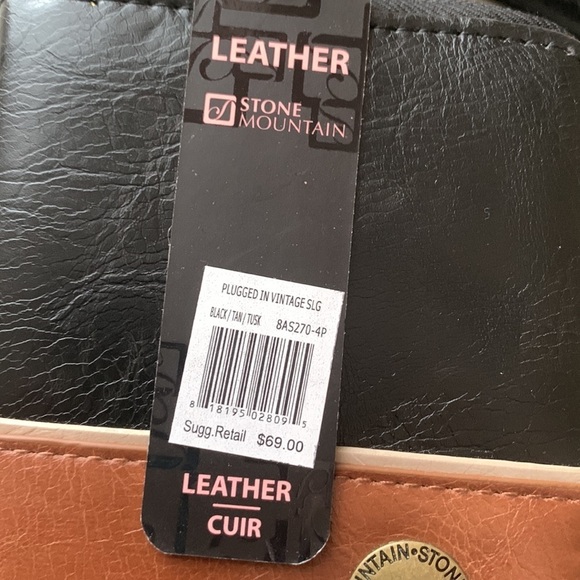 LEATHER
STONE
MOUNTAIN
PLUGGED IN VINTAGE SLG
BLACK / TAN / TUSK 8AS270-4P
8 18195 02809 5
Sugg.Retail $69.00
LEATHER
CUIR
NTAIN•STON